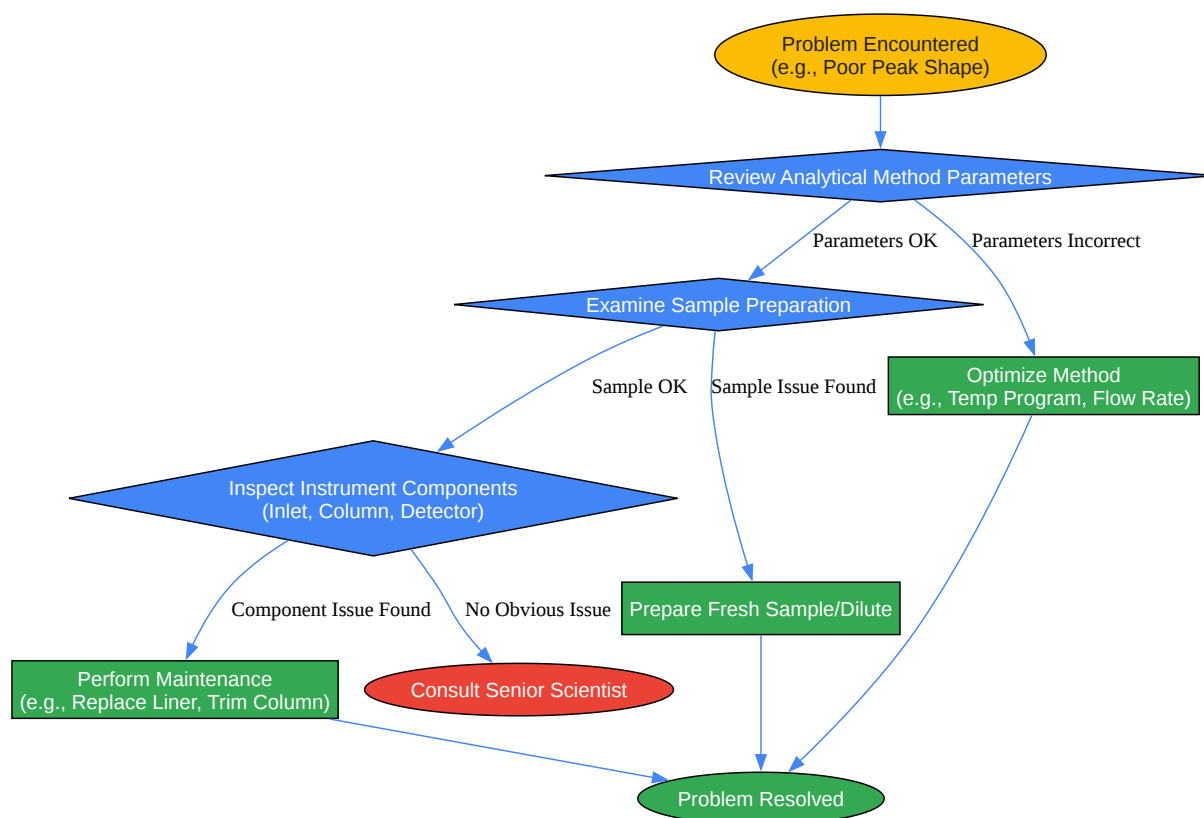 Problem Encountered
(e.g., Poor Peak Shape)
Review Analytical Method Parameters
Parameters OK
Parameters Incorrect
Examine Sample Preparation
Optimize Method
(e.g., Temp Program, Flow Rate)
Sample OK
Sample Issue Found
Inspect Instrument Components
(Inlet, Column, Detector)
Component Issue Found
No Obvious Issue
Prepare Fresh Sample/Dilute
Perform Maintenance
(e.g., Replace Liner, Trim Column)
Consult Senior Scientist
Problem Resolved